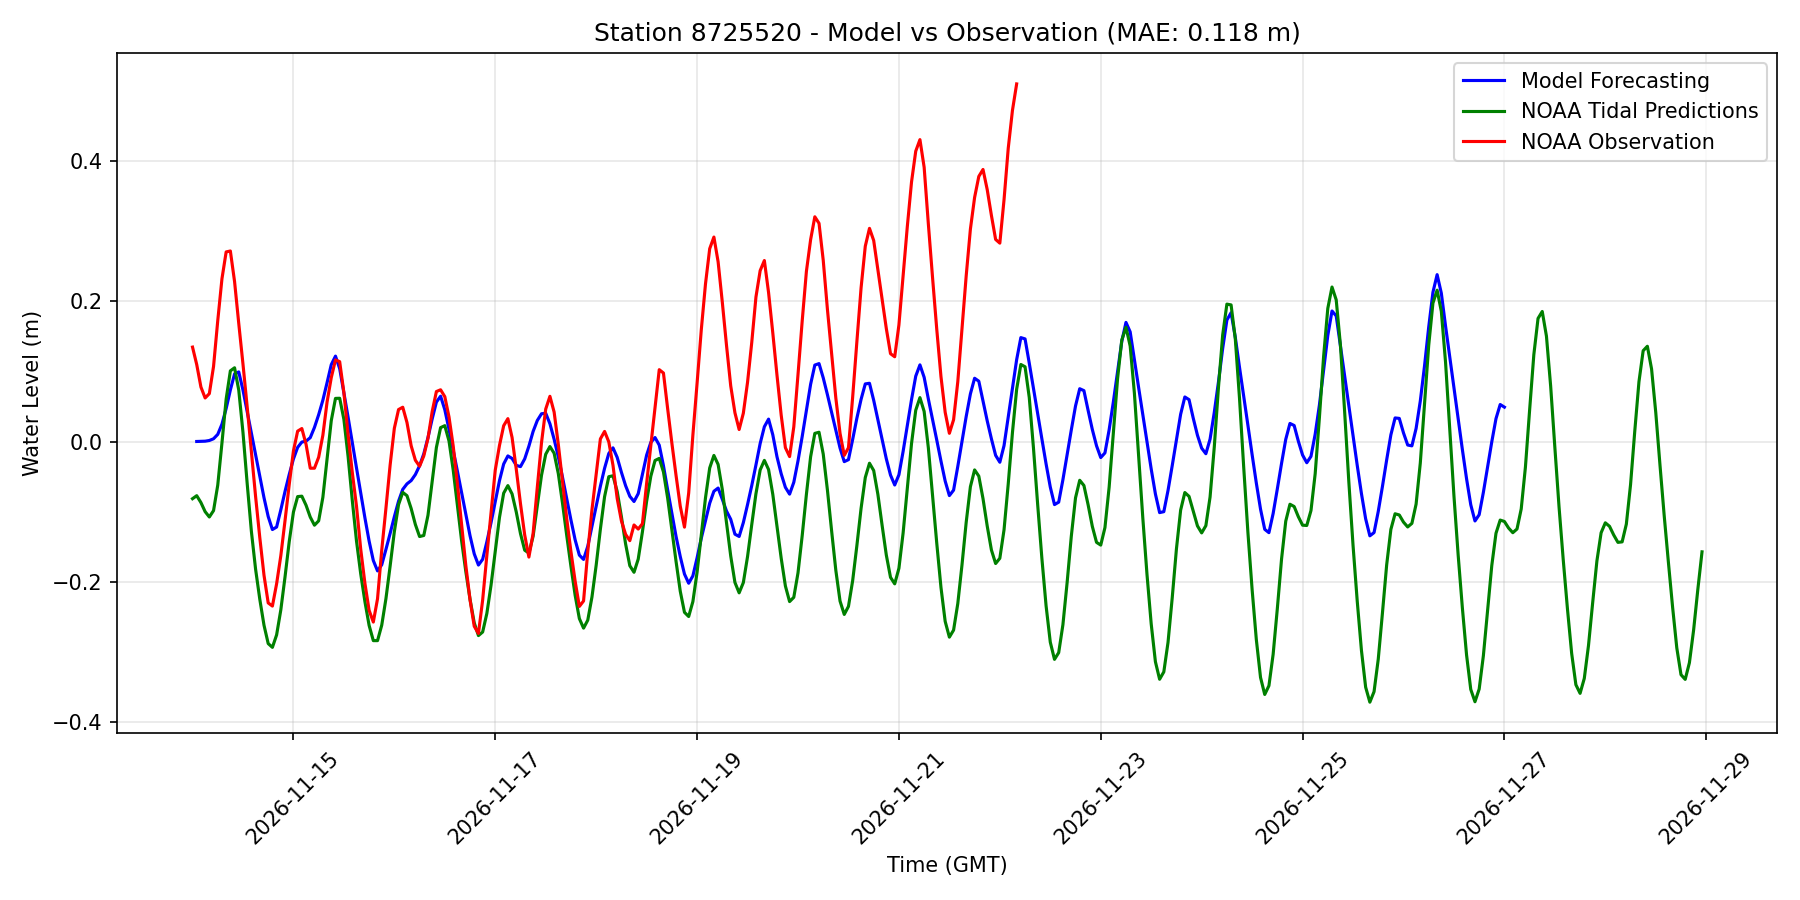 Station 8725520 - Model vs Observation (MAE: 0.118 m)
Model Forecasting
NOAA Tidal Predictions
NOAA Observation
Water Level (m)
0.4
0.2
0.0
−0.2
−0.4
2026-11-15
2026-11-17
2026-11-19
2026-11-21
2026-11-23
2026-11-25
2026-11-27
2026-11-29
Time (GMT)